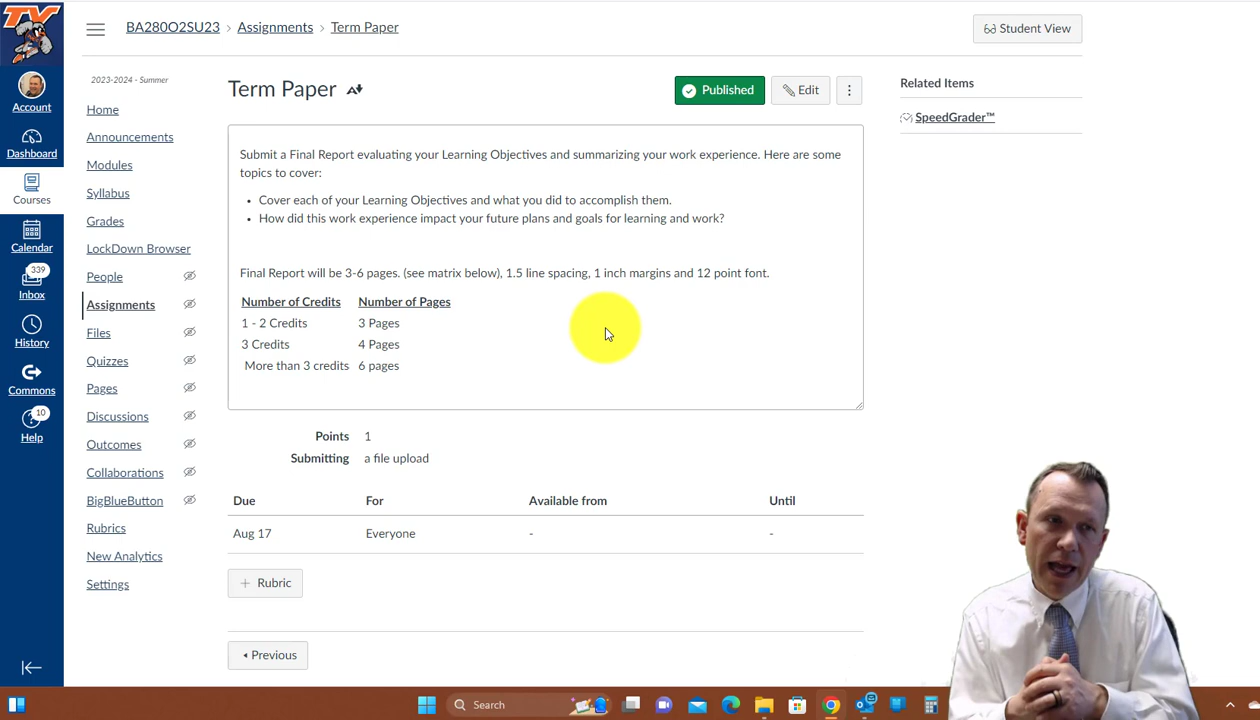 TV
BA280O2SU23 › Assignments › Term Paper
Student View
Account
Dashboard
Courses
Calendar
339
Inbox
History
Commons
10
Help
2023-2024 - Summer
Home
Announcements
Modules
Syllabus
Grades
LockDown Browser
People
Assignments
Files
Quizzes
Pages
Discussions
Outcomes
Collaborations
BigBlueButton
Rubrics
New Analytics
Settings
Term Paper
Published
Edit
Submit a Final Report evaluating your Learning Objectives and summarizing your work experience. Here are some
topics to cover:
• Cover each of your Learning Objectives and what you did to accomplish them.
• How did this work experience impact your future plans and goals for learning and work?
Final Report will be 3-6 pages. (see matrix below), 1.5 line spacing, 1 inch margins and 12 point font.
Number of Credits Number of Pages
1 - 2 Credits 3 Pages
3 Credits 4 Pages
More than 3 credits 6 pages
Points 1
Submitting a file upload
Due For Available from Until
Aug 17 Everyone - -
+ Rubric
Previous
Related Items
SpeedGrader™
Search